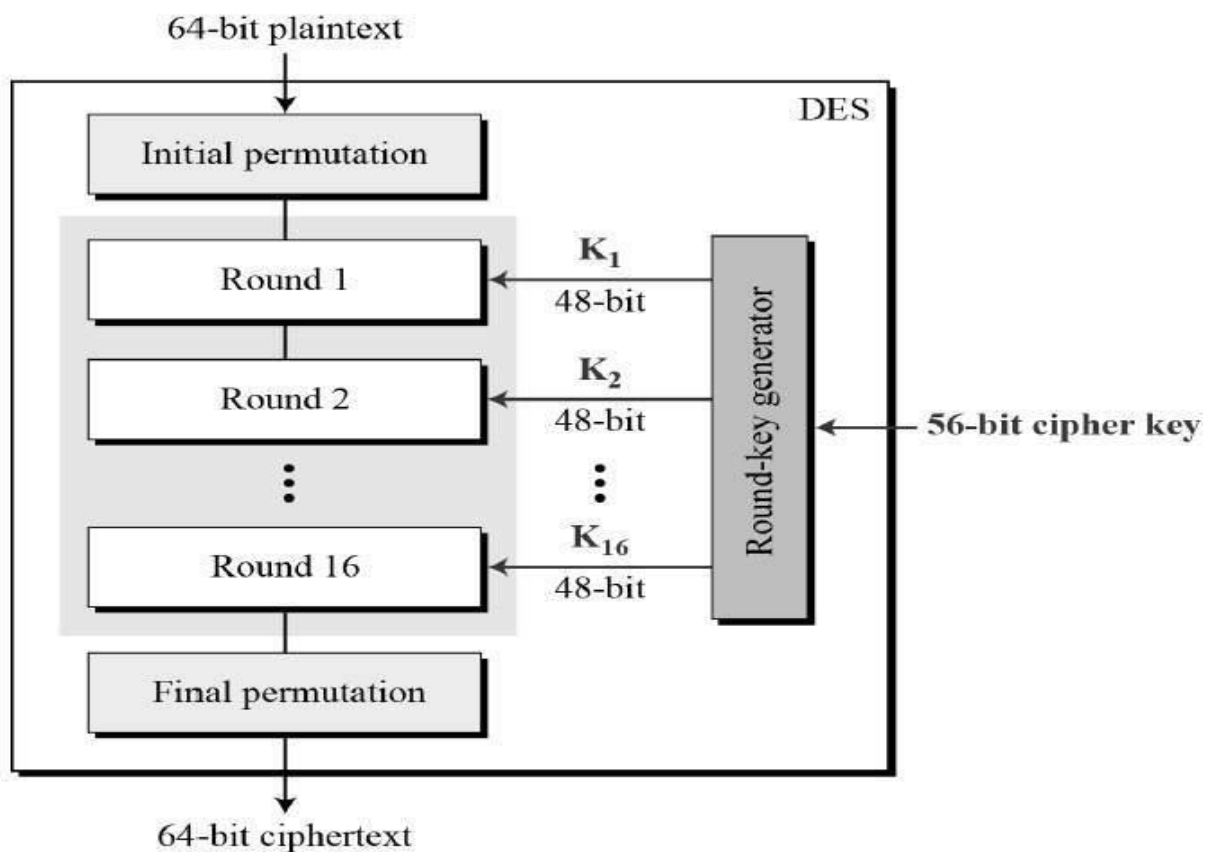 64-bit plaintext
DES
Initial permutation
Round 1
K1
48-bit
Round 2
K2
48-bit
Round 16
K16
48-bit
Round-key generator
56-bit cipher key
Final permutation
64-bit ciphertext